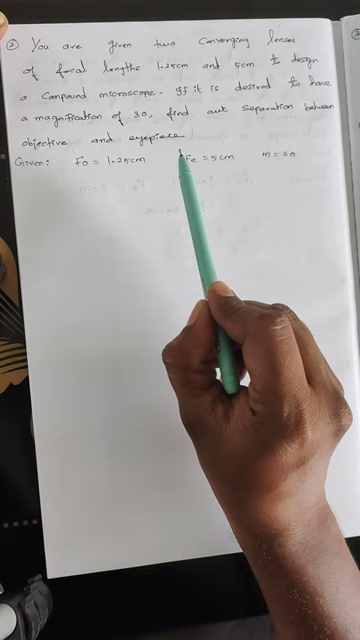 ② You are given two Converging lenses
of focal lengths 1.25cm and 5cm to design
a Compound microscope. If it is desired to have
a magnification of 30, find out separation between
objective and eyepiece
Given: Fo = 1.25cm Fe = 5cm m = 30